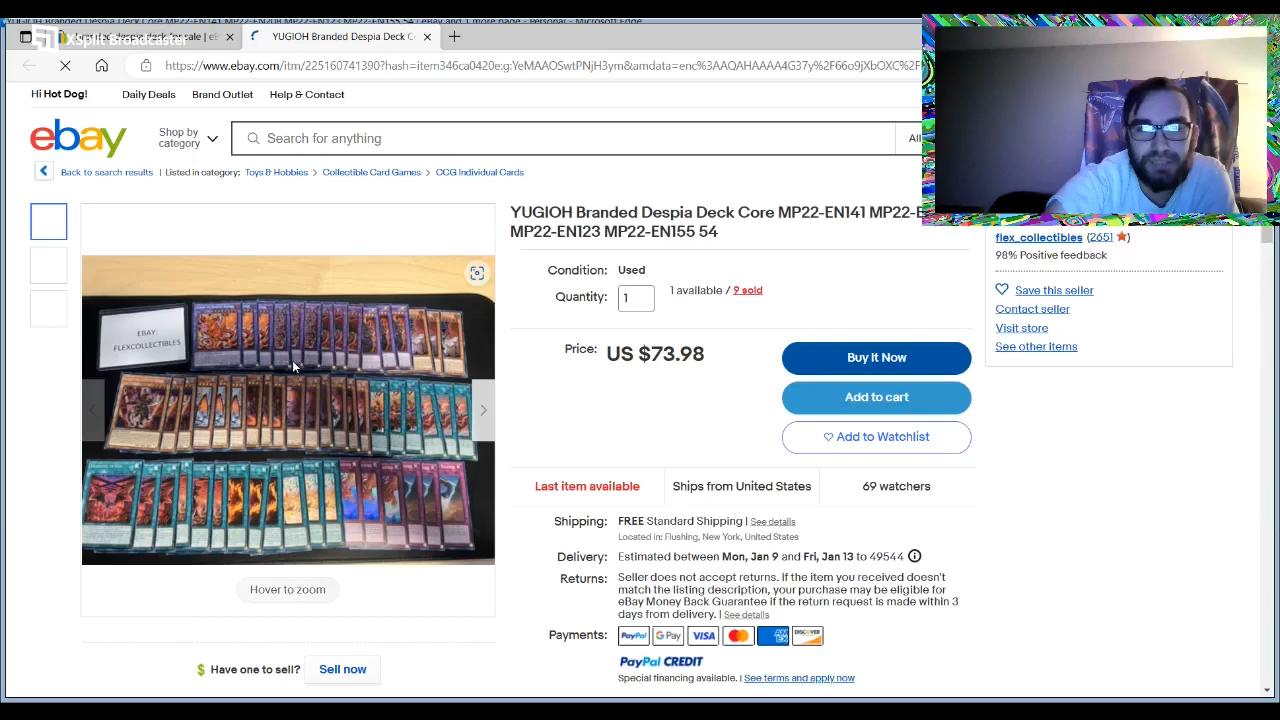 YUGIOH Branded Despia Deck Core MP22-EN141 MP22-EN208 MP22-EN123 MP22-EN155 54 | eBay and 1 more page - Personal - Microsoft Edge
XSplit Broadcaster
YUGIOH Branded Despia Deck C
https://www.ebay.com/itm/225160741390?hash=item346ca0420e:g:YeMAAOSwtPNjH3ym&amdata=enc%3AAQAHAAAA4G37y%2F66o9jXbOXC%2F
Hi Hot Dog!
Daily Deals
Brand Outlet
Help & Contact
ebay
Shop by category
Search for anything
All
Back to search results | Listed in category: Toys & Hobbies > Collectible Card Games > CCG Individual Cards
YUGIOH Branded Despia Deck Core MP22-EN141 MP22-E
MP22-EN123 MP22-EN155 54
flex_collectibles (2651)
98% Positive feedback
Save this seller
Contact seller
Visit store
See other items
Condition: Used
Quantity: 1
1 available / 9 sold
Price: US $73.98
Buy It Now
Add to cart
Add to Watchlist
EBAY:
FLEXCOLLECTIBLES
Last item available
Ships from United States
69 watchers
Shipping: FREE Standard Shipping | See details
Located in: Flushing, New York, United States
Delivery: Estimated between Mon, Jan 9 and Fri, Jan 13 to 49544
Returns: Seller does not accept returns. If the item you received doesn't
match the listing description, your purchase may be eligible for
eBay Money Back Guarantee if the return request is made within 3
days from delivery. | See details
Hover to zoom
Payments: PayPal G Pay VISA AM EX DISCOVER
PayPal CREDIT
Special financing available. | See terms and apply now
Have one to sell? Sell now